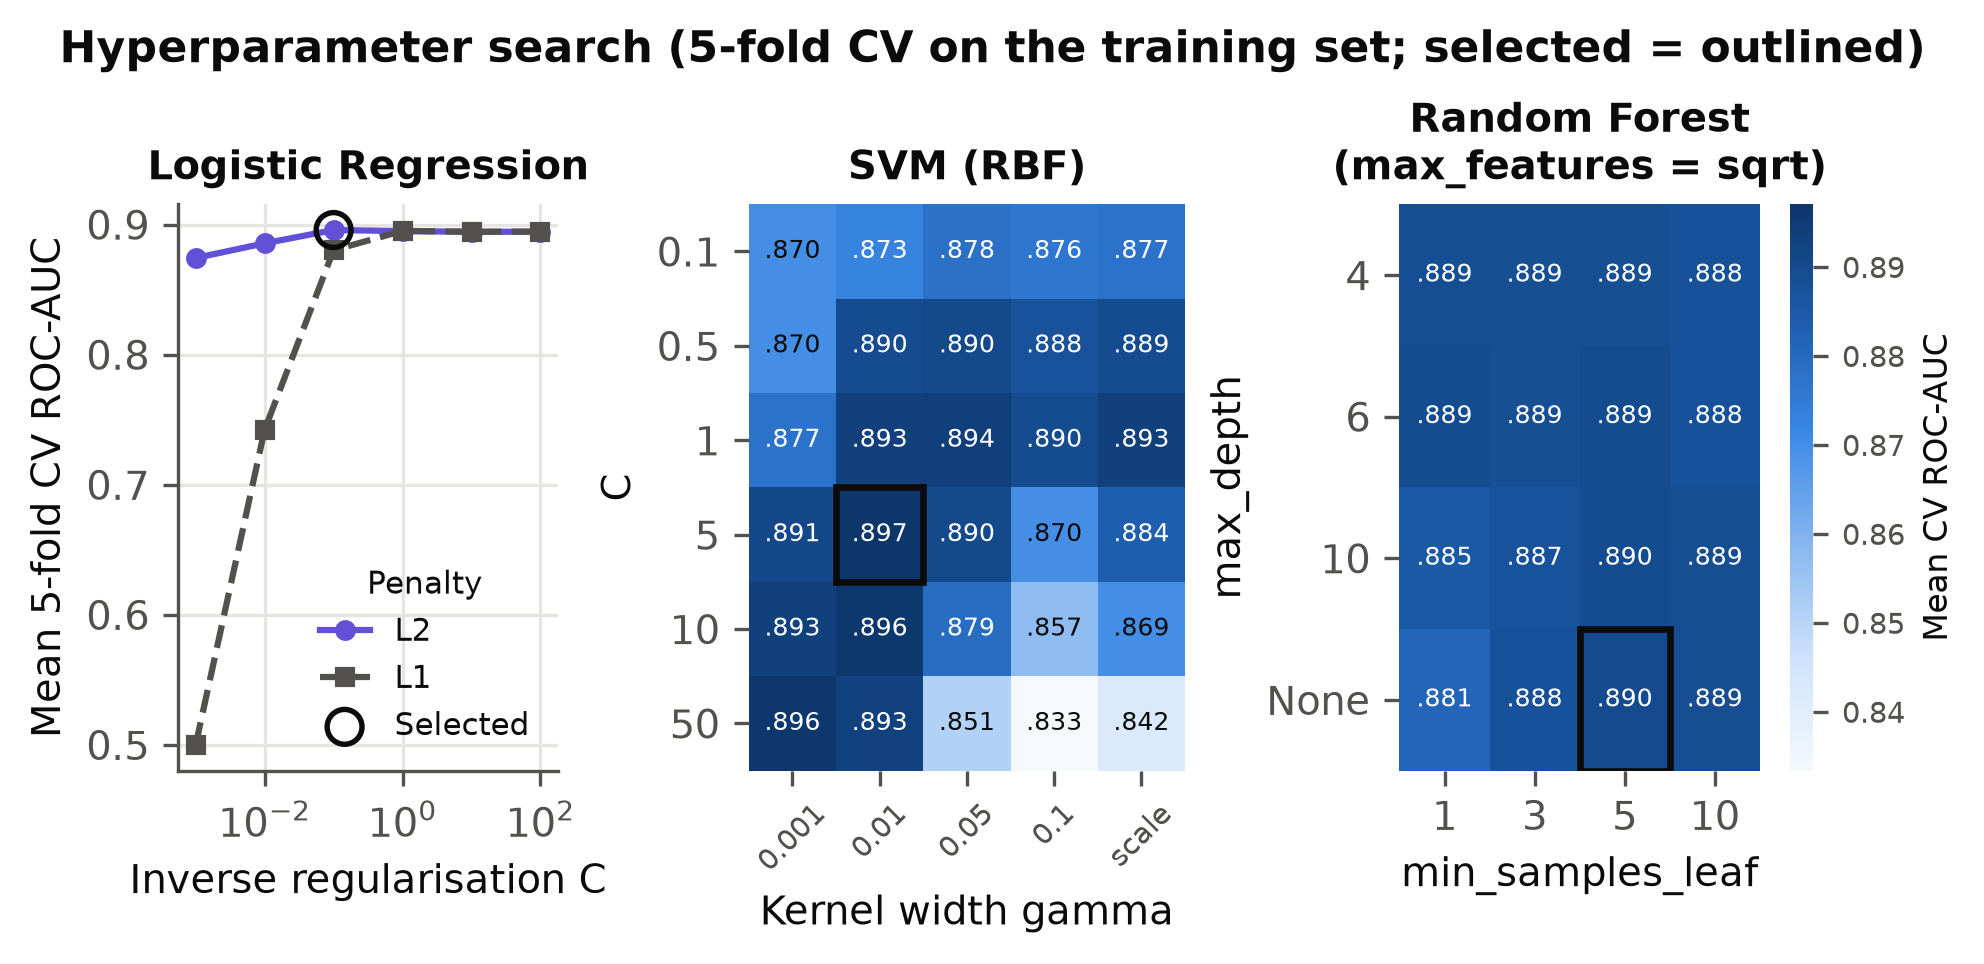 Hyperparameter search (5-fold CV on the training set; selected = outlined)
Logistic Regression
Mean 5-fold CV ROC-AUC
0.9
0.8
0.7
0.6
0.5
Penalty
L2
L1
Selected
10⁻² 10⁰ 10²
Inverse regularisation C
SVM (RBF)
C
0.1 .870 .873 .878 .876 .877
0.5 .870 .890 .890 .888 .889
1 .877 .893 .894 .890 .893
5 .891 .897 .890 .870 .884
10 .893 .896 .879 .857 .869
50 .896 .893 .851 .833 .842
0.001 0.01 0.05 0.1 scale
Kernel width gamma
Random Forest
(max_features = sqrt)
max_depth
4 .889 .889 .889 .888
6 .889 .889 .889 .888
10 .885 .887 .890 .889
None .881 .888 .890 .889
1 3 5 10
min_samples_leaf
0.89
0.88
0.87
0.86
0.85
0.84
Mean CV ROC-AUC